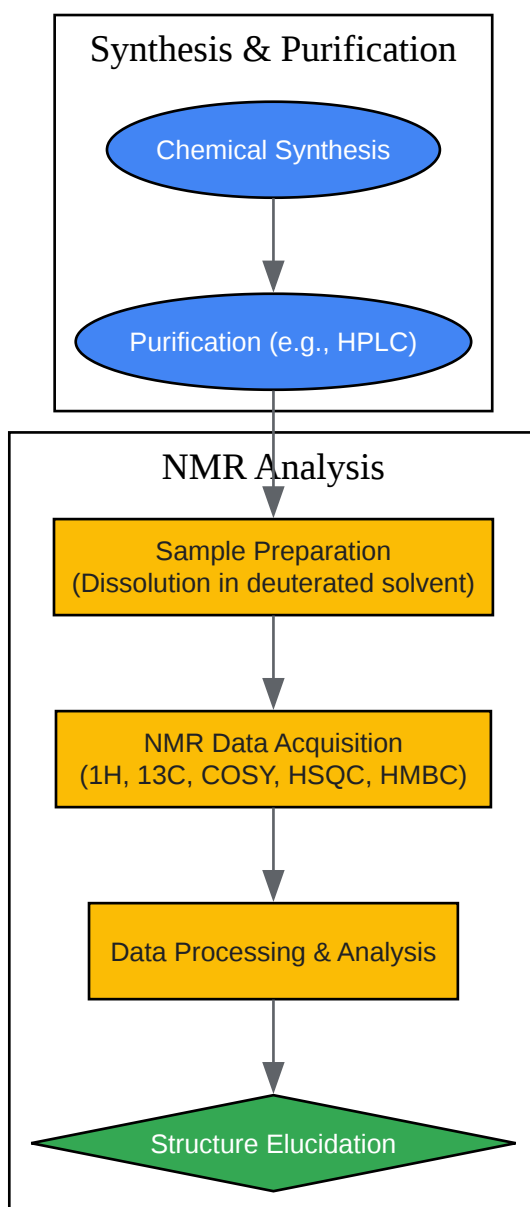 Synthesis & Purification
Chemical Synthesis
Purification (e.g., HPLC)
NMR Analysis
Sample Preparation
(Dissolution in deuterated solvent)
NMR Data Acquisition
(1H, 13C, COSY, HSQC, HMBC)
Data Processing & Analysis
Structure Elucidation